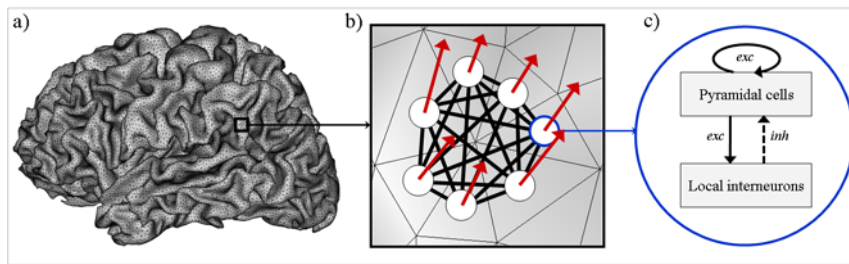 a)
b)
c)
exc
Pyramidal cells
exc
inh
Local interneurons